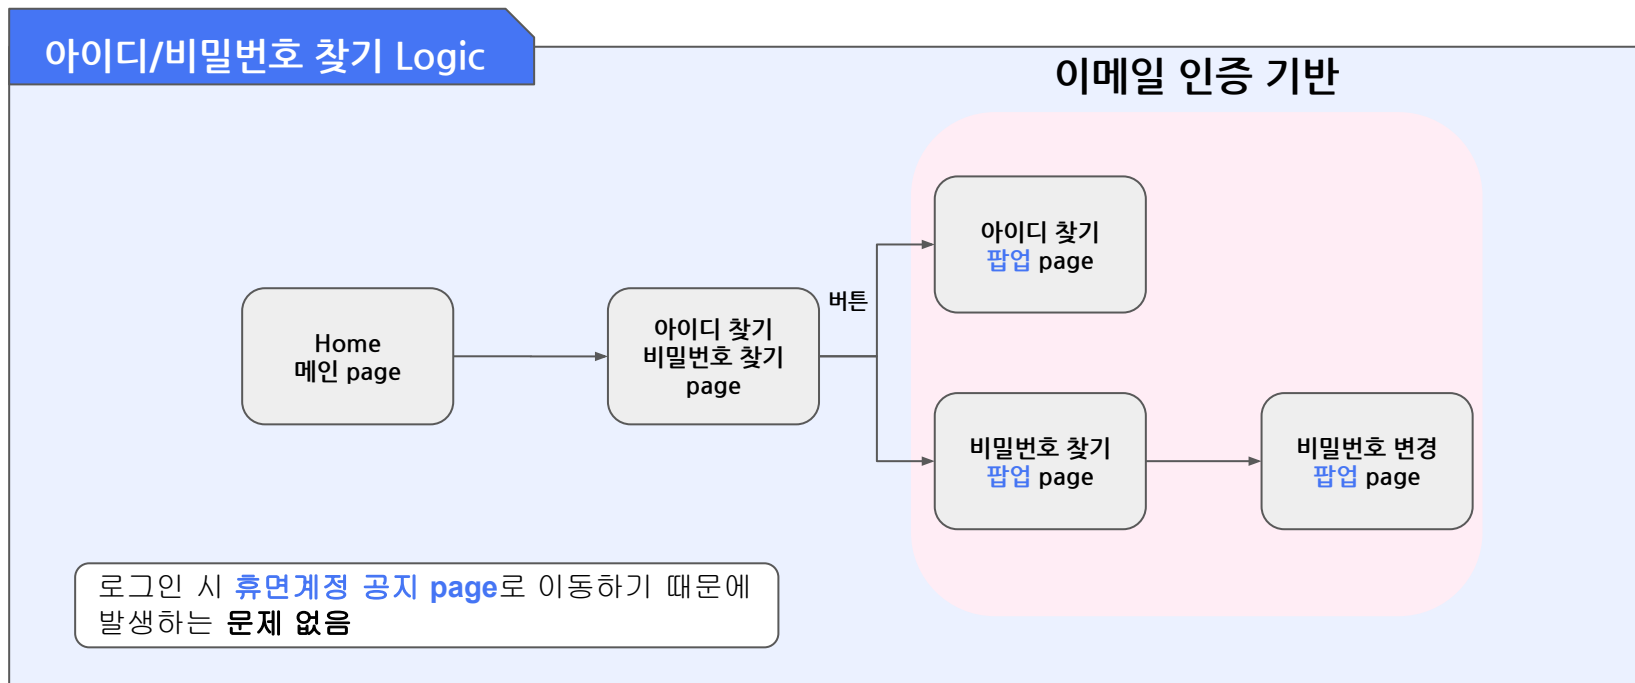 아이디/비밀번호 찾기 Logic
이메일 인증 기반
아이디 찾기
팝업 page
버튼
Home
메인 page
아이디 찾기
비밀번호 찾기
page
비밀번호 찾기
팝업 page
비밀번호 변경
팝업 page
로그인 시 휴면계정 공지 page로 이동하기 때문에
발생하는 문제 없음